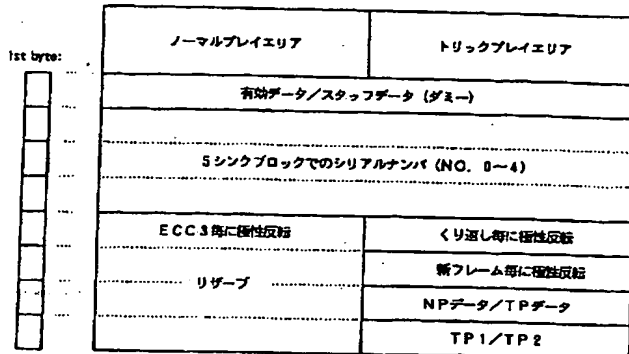 ノーマルプレイエリア トリックプレイエリア
1st byte:
有効データ/スタッフデータ (ダミー)
5シンクブロックでのシリアルナンバ (NO. 0~4)
ECC3毎に極性反転 くり返し毎に極性反転
新フレーム毎に極性反転
リザーブ
NPデータ/TPデータ
TP1/TP2